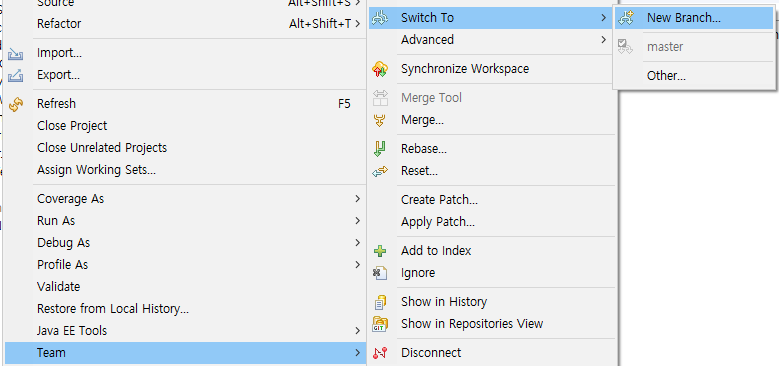 Source Alt+Shift+S >
Refactor Alt+Shift+T >
Import...
Export...
Refresh F5
Close Project
Close Unrelated Projects
Assign Working Sets...
Coverage As >
Run As >
Debug As >
Profile As >
Validate
Restore from Local History...
Java EE Tools >
Team >
Switch To >
Advanced >
Synchronize Workspace
Merge Tool
Merge...
Rebase...
Reset...
Create Patch...
Apply Patch...
Add to Index
Ignore
Show in History
GIT Show in Repositories View
Disconnect
New Branch...
master
Other...